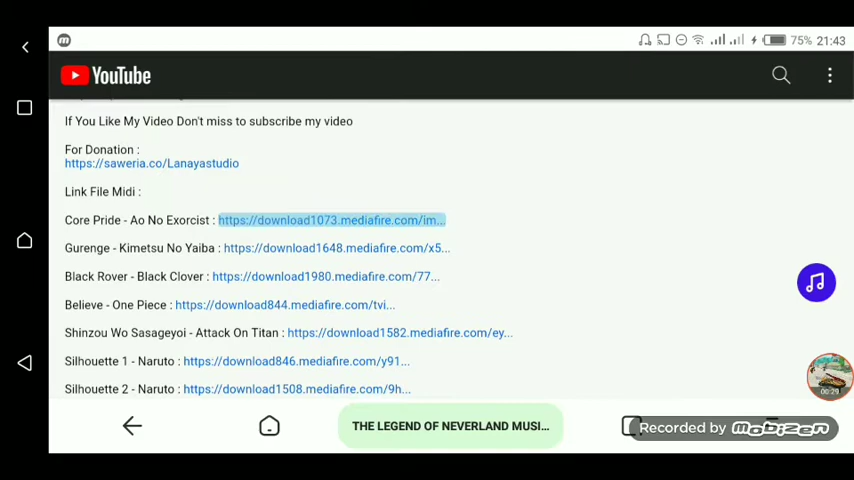 75% 21:43
YouTube
If You Like My Video Don't miss to subscribe my video
For Donation :
https://saweria.co/Lanayastudio
Link File Midi :
Core Pride - Ao No Exorcist : https://download1073.mediafire.com/im...
Gurenge - Kimetsu No Yaiba : https://download1648.mediafire.com/x5...
Black Rover - Black Clover : https://download1980.mediafire.com/77...
Believe - One Piece : https://download844.mediafire.com/tvi...
Shinzou Wo Sasageyoi - Attack On Titan : https://download1582.mediafire.com/ey...
Silhouette 1 - Naruto : https://download846.mediafire.com/y91...
Silhouette 2 - Naruto : https://download1508.mediafire.com/9h...
00:29
THE LEGEND OF NEVERLAND MUSI...
Recorded by mobizen